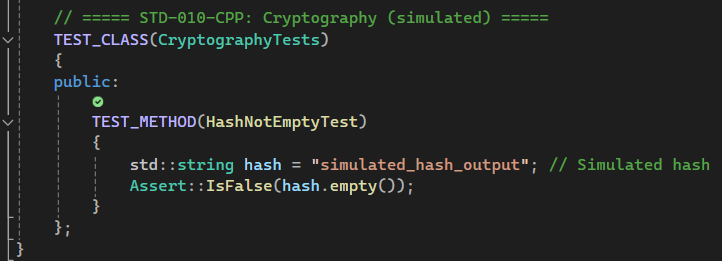 // ===== STD-010-CPP: Cryptography (simulated) =====
TEST_CLASS(CryptographyTests)
{
public:
TEST_METHOD(HashNotEmptyTest)
{
std::string hash = "simulated_hash_output"; // Simulated hash
Assert::IsFalse(hash.empty());
}
};
}